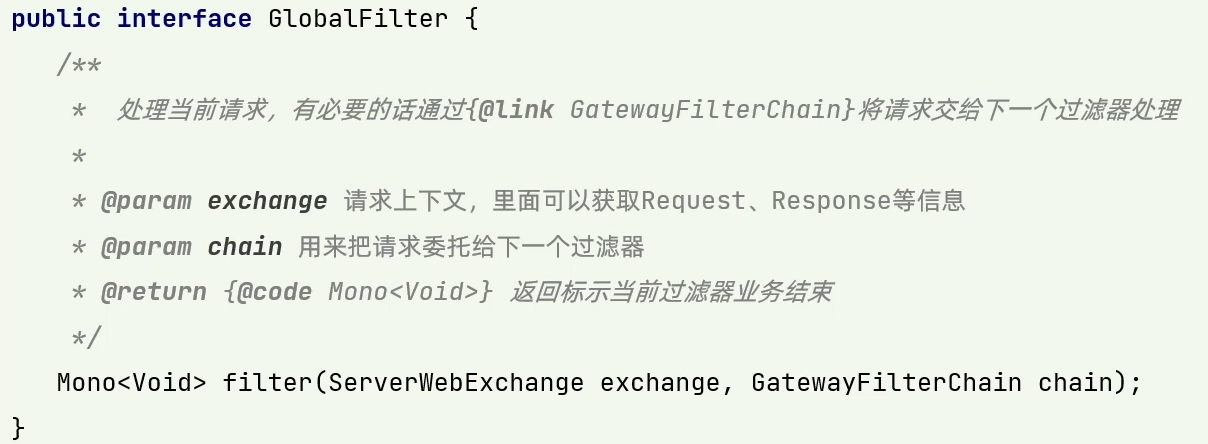 public interface GlobalFilter {
/**
*  处理当前请求，有必要的话通过{@link GatewayFilterChain}将请求交给下一个过滤器处理
*
* @param exchange 请求上下文，里面可以获取Request、Response等信息
* @param chain 用来把请求委托给下一个过滤器
* @return {@code Mono<Void>} 返回标示当前过滤器业务结束
*/
Mono<Void> filter(ServerWebExchange exchange, GatewayFilterChain chain);
}